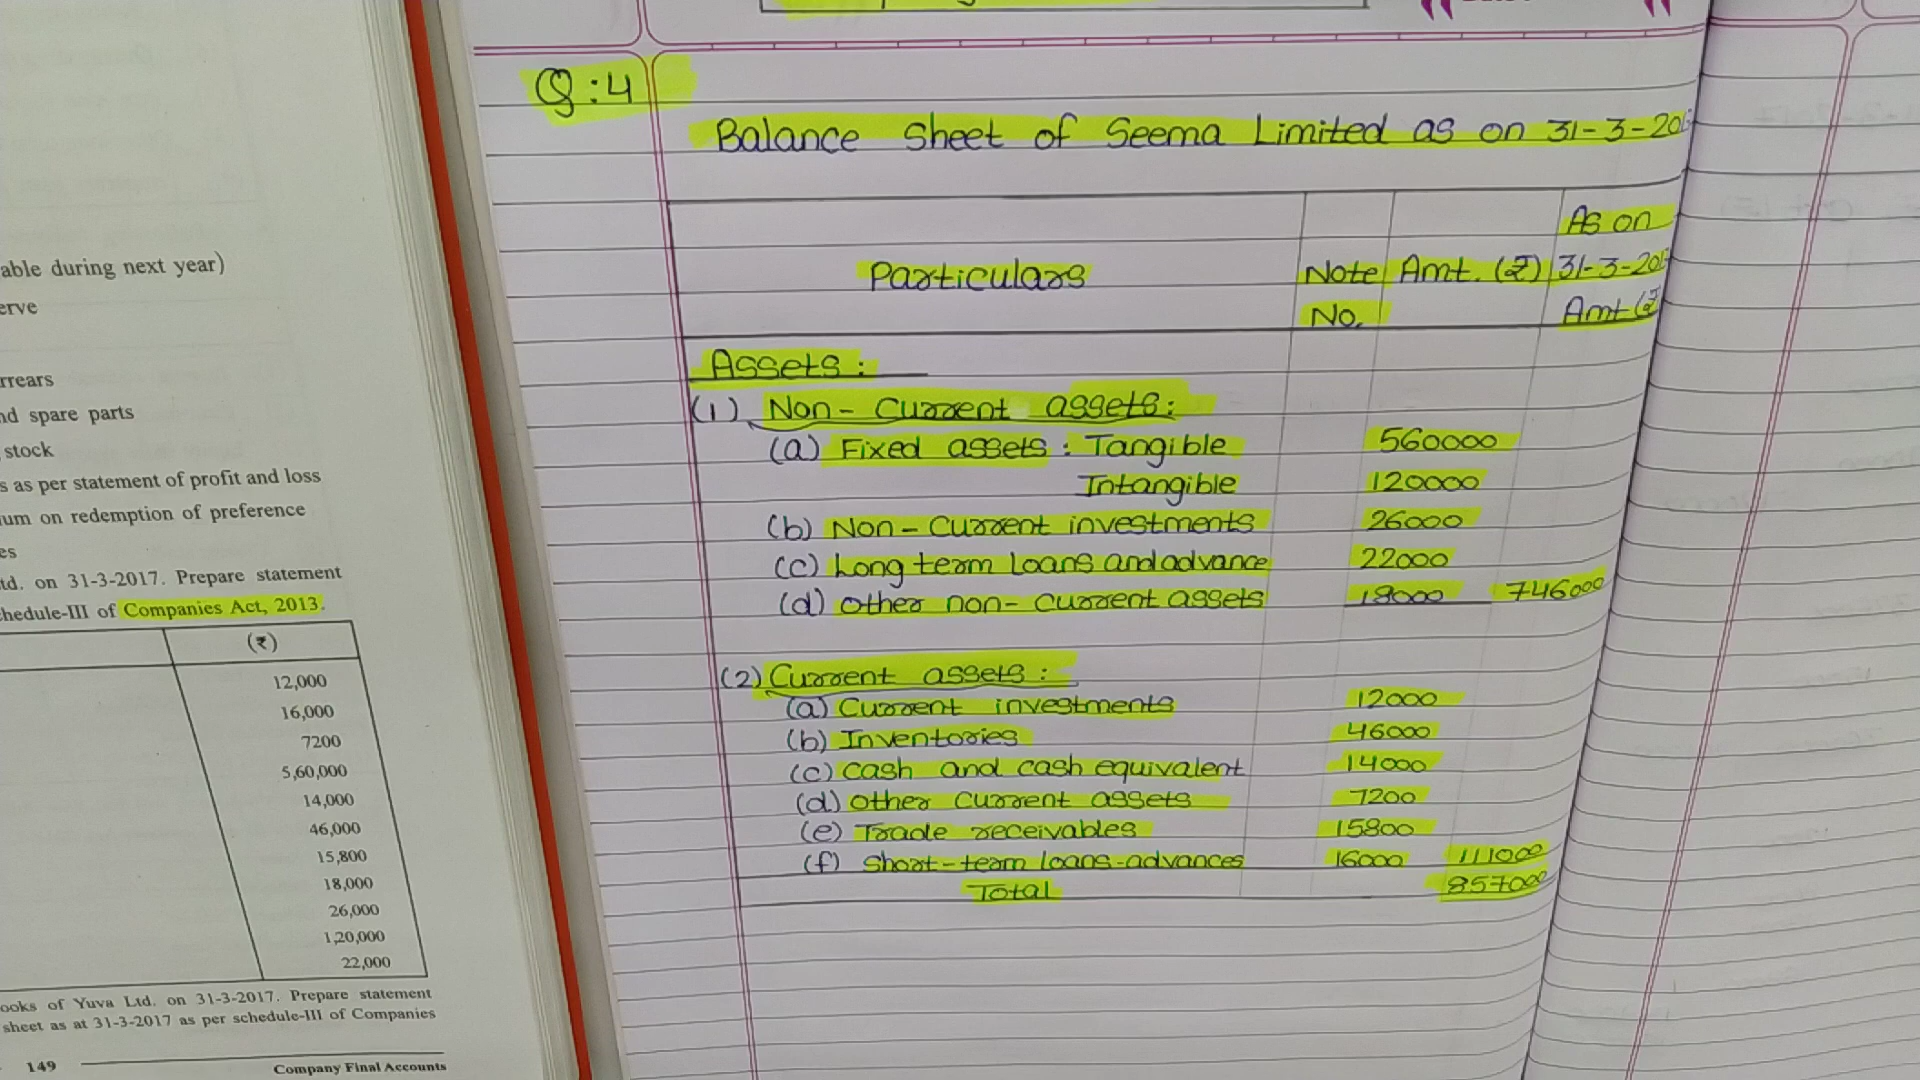 able during next year)
erve
rrears
nd spare parts
stock
s as per statement of profit and loss
um on redemption of preference
es
td. on 31-3-2017. Prepare statement
chedule-III of Companies Act, 2013.
(₹)
12,000
16,000
7200
5,60,000
14,000
46,000
15,800
18,000
26,000
1,20,000
22,000
ooks of Yuva Ltd. on 31-3-2017. Prepare statement
sheet as at 31-3-2017 as per schedule-III of Companies
149 Company Final Accounts
Q:4
Balance sheet of Seema Limited as on 31-3-201
As on
Particulars Note Amt. (₹) 31-3-201
No. Amt (₹
Assets:
(1) Non-Current assets:
(a) Fixed assets: Tangible 560000
Intangible 120000
(b) Non-Current investments 26000
(c) Long term loans and advance 22000
(d) other non-current assets 18000 746000
(2) Current assets:
(a) Current investments 12000
(b) Inventories 46000
(c) cash and cash equivalent 14000
(d) other current assets 7200
(e) Trade receivables 15800
(f) short-term loans-advances 16000 111000
Total 857000